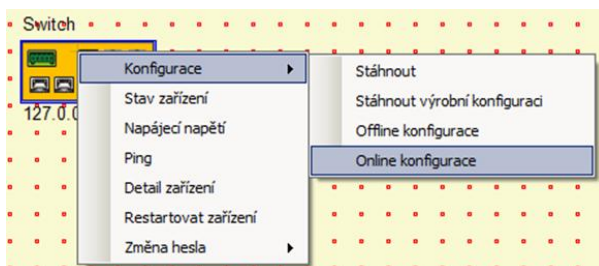 Switch
127.0.0
Konfigurace
Stav zařízení
Napájecí napětí
Ping
Detail zařízení
Restartovat zařízení
Změna hesla
Stáhnout
Stáhnout výrobní konfiguraci
Offline konfigurace
Online konfigurace